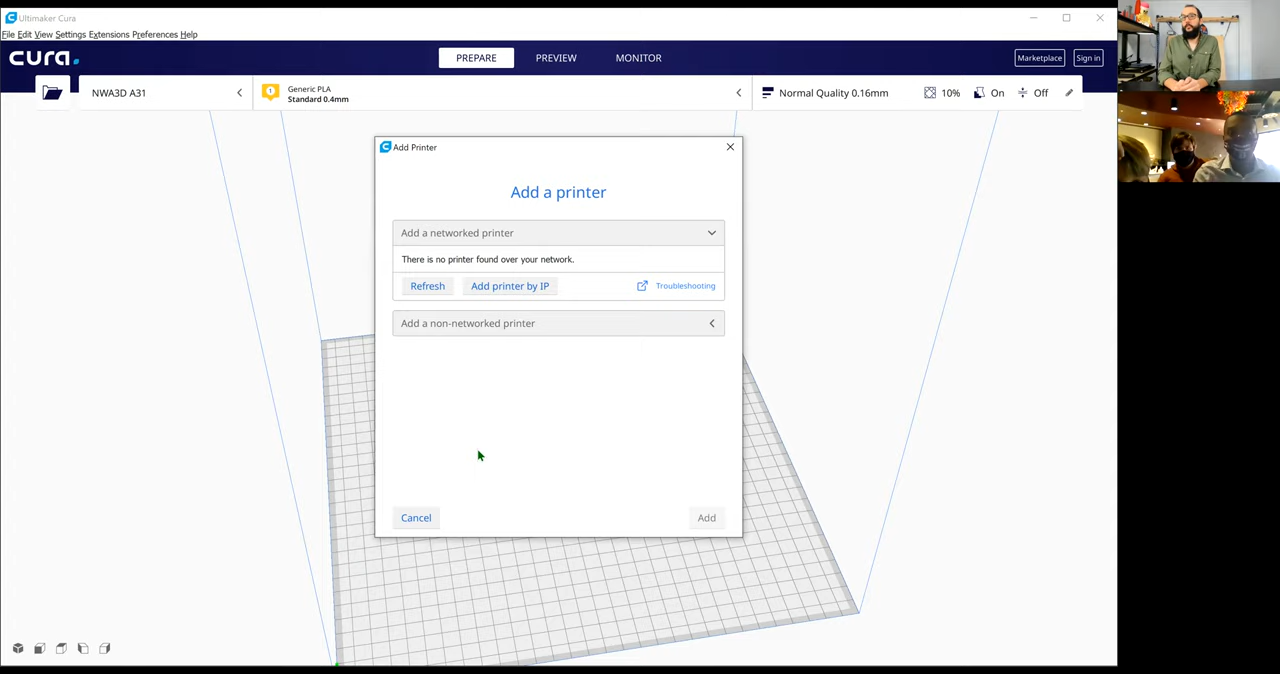 Ultimaker Cura
File Edit View Settings Extensions Preferences Help
cura.
PREPARE
PREVIEW
MONITOR
Marketplace
Sign in
NWA3D A31
1
Generic PLA
Standard 0.4mm
Normal Quality 0.16mm
10%
On
Off
Add Printer
Add a printer
Add a networked printer
There is no printer found over your network.
Refresh
Add printer by IP
Troubleshooting
Add a non-networked printer
Cancel
Add